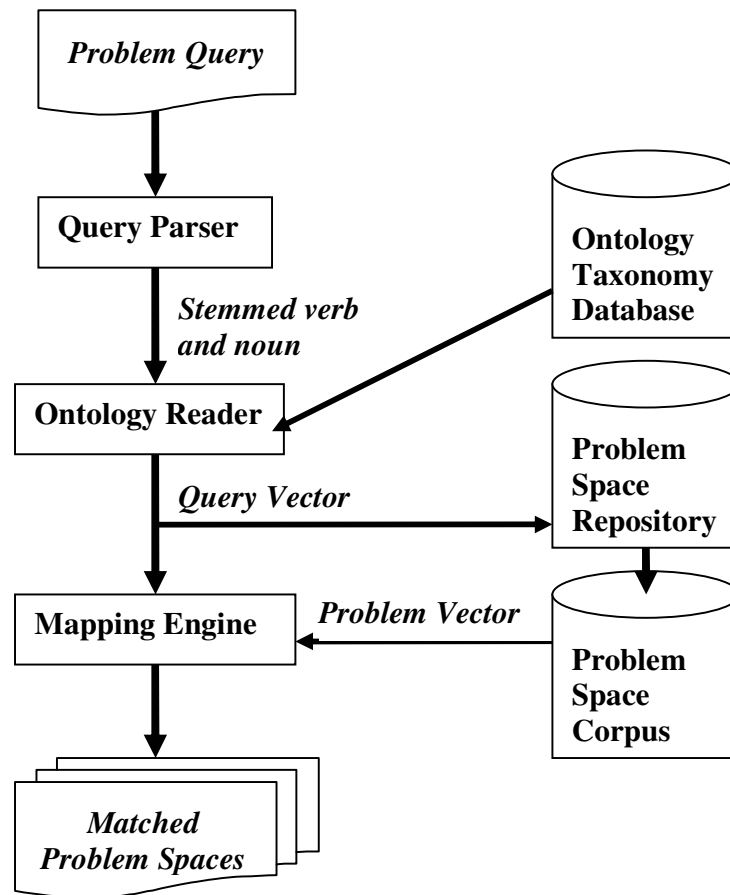 Problem Query
Query Parser
Stemmed verb
and noun
Ontology
Taxonomy
Database
Ontology Reader
Query Vector
Problem
Space
Repository
Mapping Engine
Problem Vector
Problem
Space
Corpus
Matched
Problem Spaces